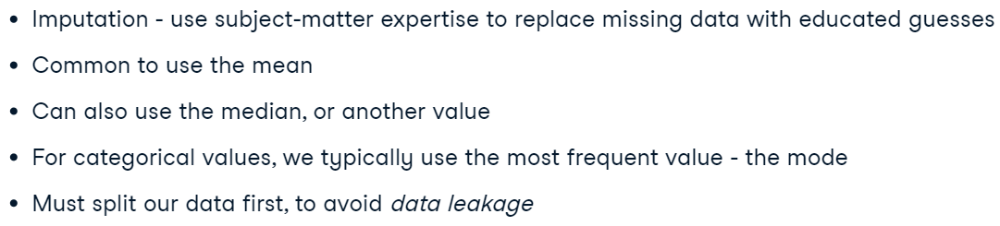 • Imputation - use subject-matter expertise to replace missing data with educated guesses
• Common to use the mean
• Can also use the median, or another value
• For categorical values, we typically use the most frequent value - the mode
• Must split our data first, to avoid data leakage